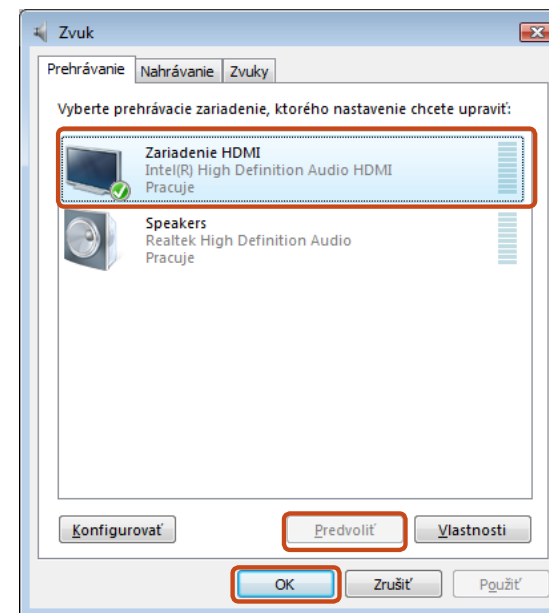 Zvuk
Prehrávanie Nahrávanie Zvuky
Vyberte prehrávacie zariadenie, ktorého nastavenie chcete upraviť:
Zariadenie HDMI
Intel(R) High Definition Audio HDMI
Pracuje
Speakers
Realtek High Definition Audio
Pracuje
Konfigurovať Predvoliť Vlastnosti
OK Zrušiť Použiť